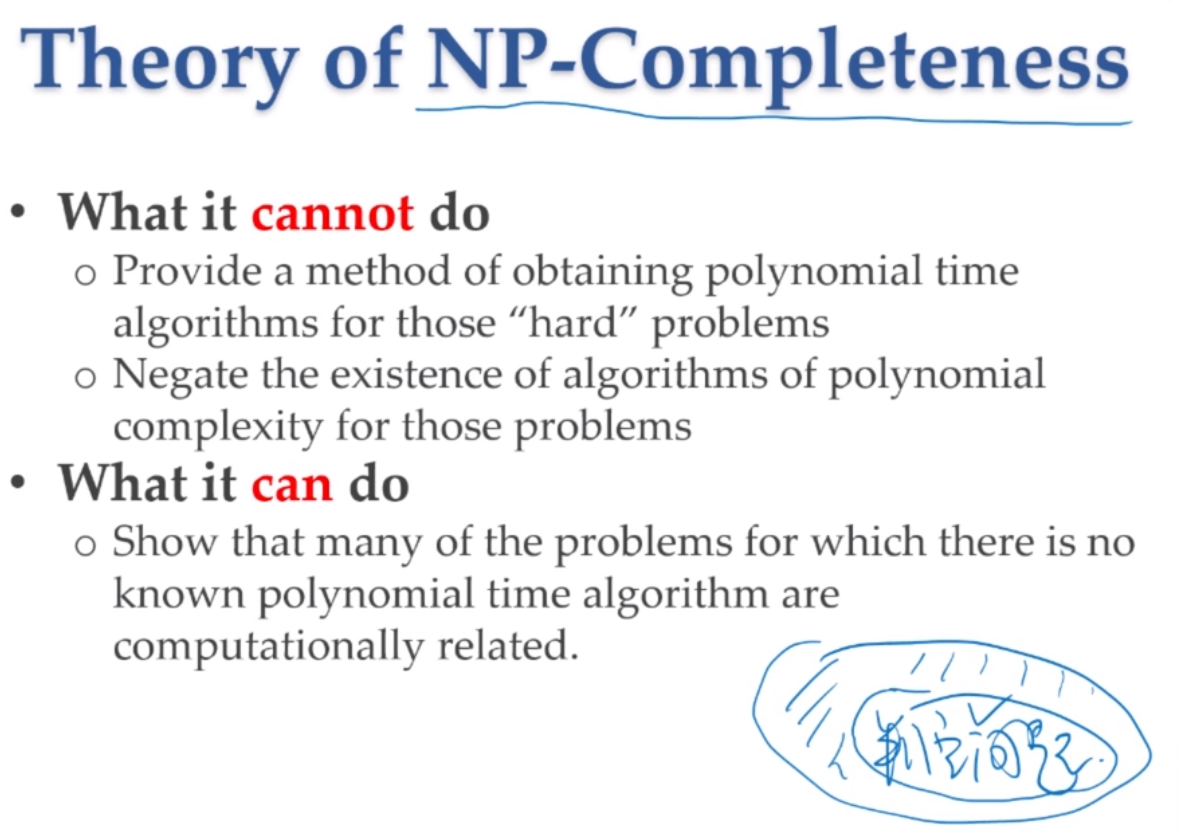 Theory of NP-Completeness
• What it cannot do
o Provide a method of obtaining polynomial time
algorithms for those “hard” problems
o Negate the existence of algorithms of polynomial
complexity for those problems
• What it can do
o Show that many of the problems for which there is no
known polynomial time algorithm are
computationally related.
判定问题